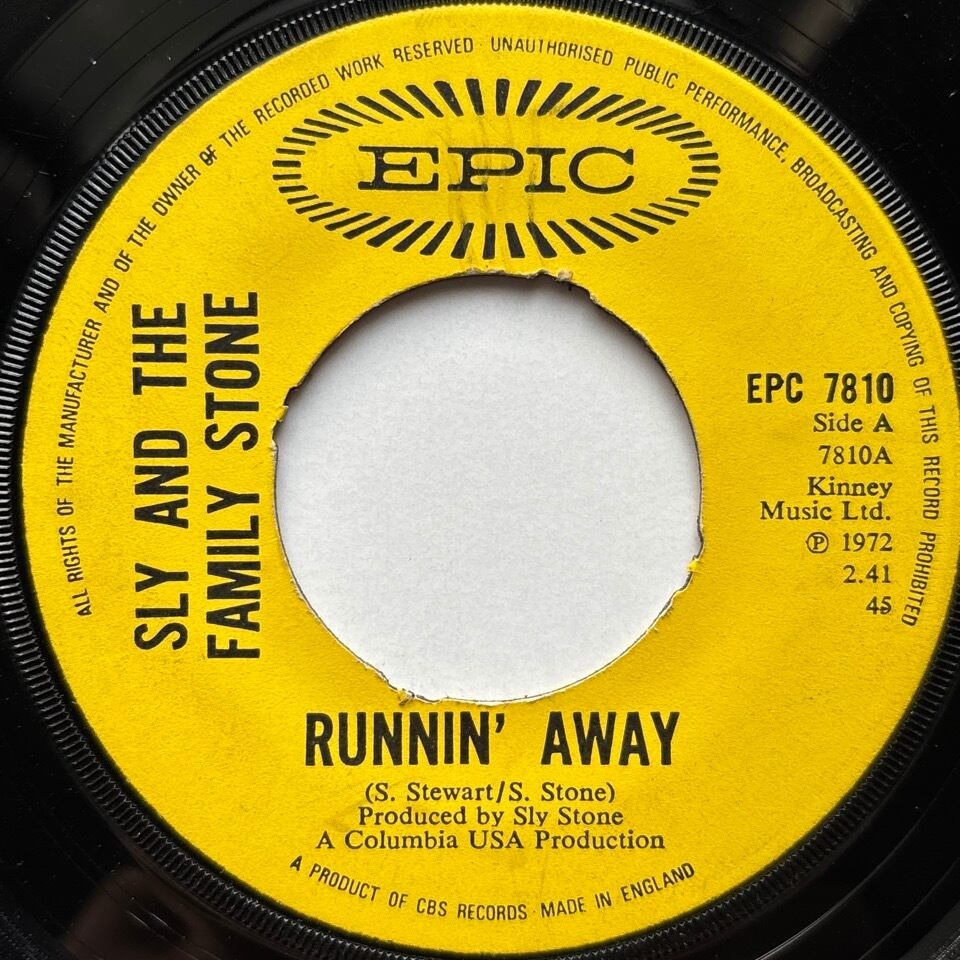 ALL RIGHTS OF THE MANUFACTURER AND OF THE OWNER OF THE RECORDED WORK RESERVED · UNAUTHORISED PUBLIC PERFORMANCE, BROADCASTING AND COPYING OF THIS RECORD PROHIBITED
EPIC
SLY AND THE
FAMILY STONE
EPC 7810
Side A
7810A
Kinney
Music Ltd.
℗ 1972
2.41
45
RUNNIN' AWAY
(S. Stewart/S. Stone)
Produced by Sly Stone
A Columbia USA Production
A PRODUCT OF CBS RECORDS · MADE IN ENGLAND